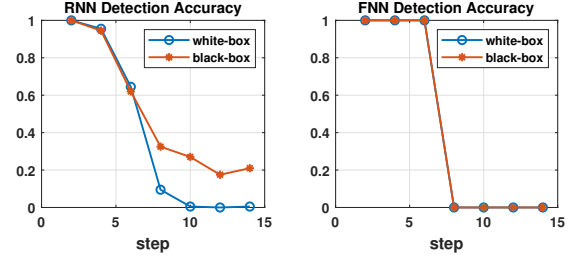 RNN Detection Accuracy
1
0.8
0.6
0.4
0.2
0
0
5
10
15
step
white-box
black-box
FNN Detection Accuracy
1
0.8
0.6
0.4
0.2
0
0
5
10
15
step
white-box
black-box